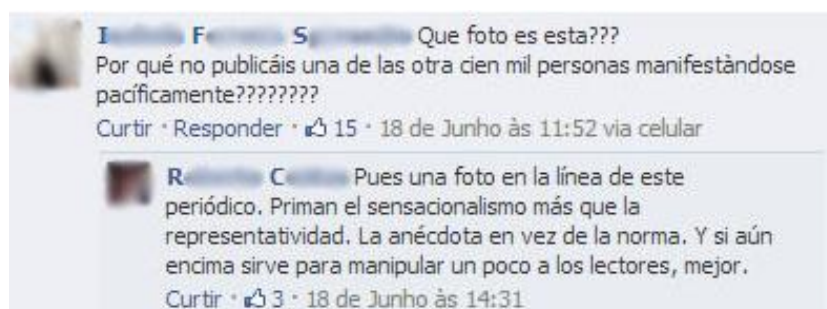 I F S Que foto es esta???
Por qué no publicáis una de las otra cien mil personas manifestàndose
pacíficamente????????
Curtir · Responder · 15 · 18 de Junho às 11:52 via celular
R C Pues una foto en la línea de este
periódico. Priman el sensacionalismo más que la
representatividad. La anécdota en vez de la norma. Y si aún
encima sirve para manipular un poco a los lectores, mejor.
Curtir · 3 · 18 de Junho às 14:31